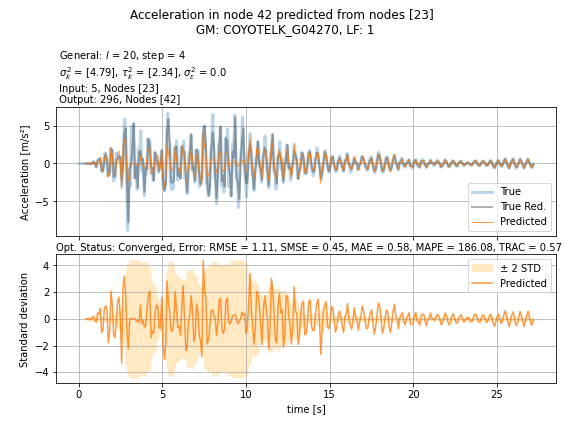 Acceleration in node 42 predicted from nodes [23]
GM: COYOTELK_G04270, LF: 1
General: l = 20, step = 4
σ²ₖ = [4.79], τ²ₖ = [2.34], σ²ε = 0.0
Input: 5, Nodes [23]
Output: 296, Nodes [42]
Acceleration [m/s²]
5
0
−5
True
True Red.
Predicted
Opt. Status: Converged, Error: RMSE = 1.11, SMSE = 0.45, MAE = 0.58, MAPE = 186.08, TRAC = 0.57
Standard deviation
4
2
0
−2
−4
± 2 STD
Predicted
0 5 10 15 20 25
time [s]